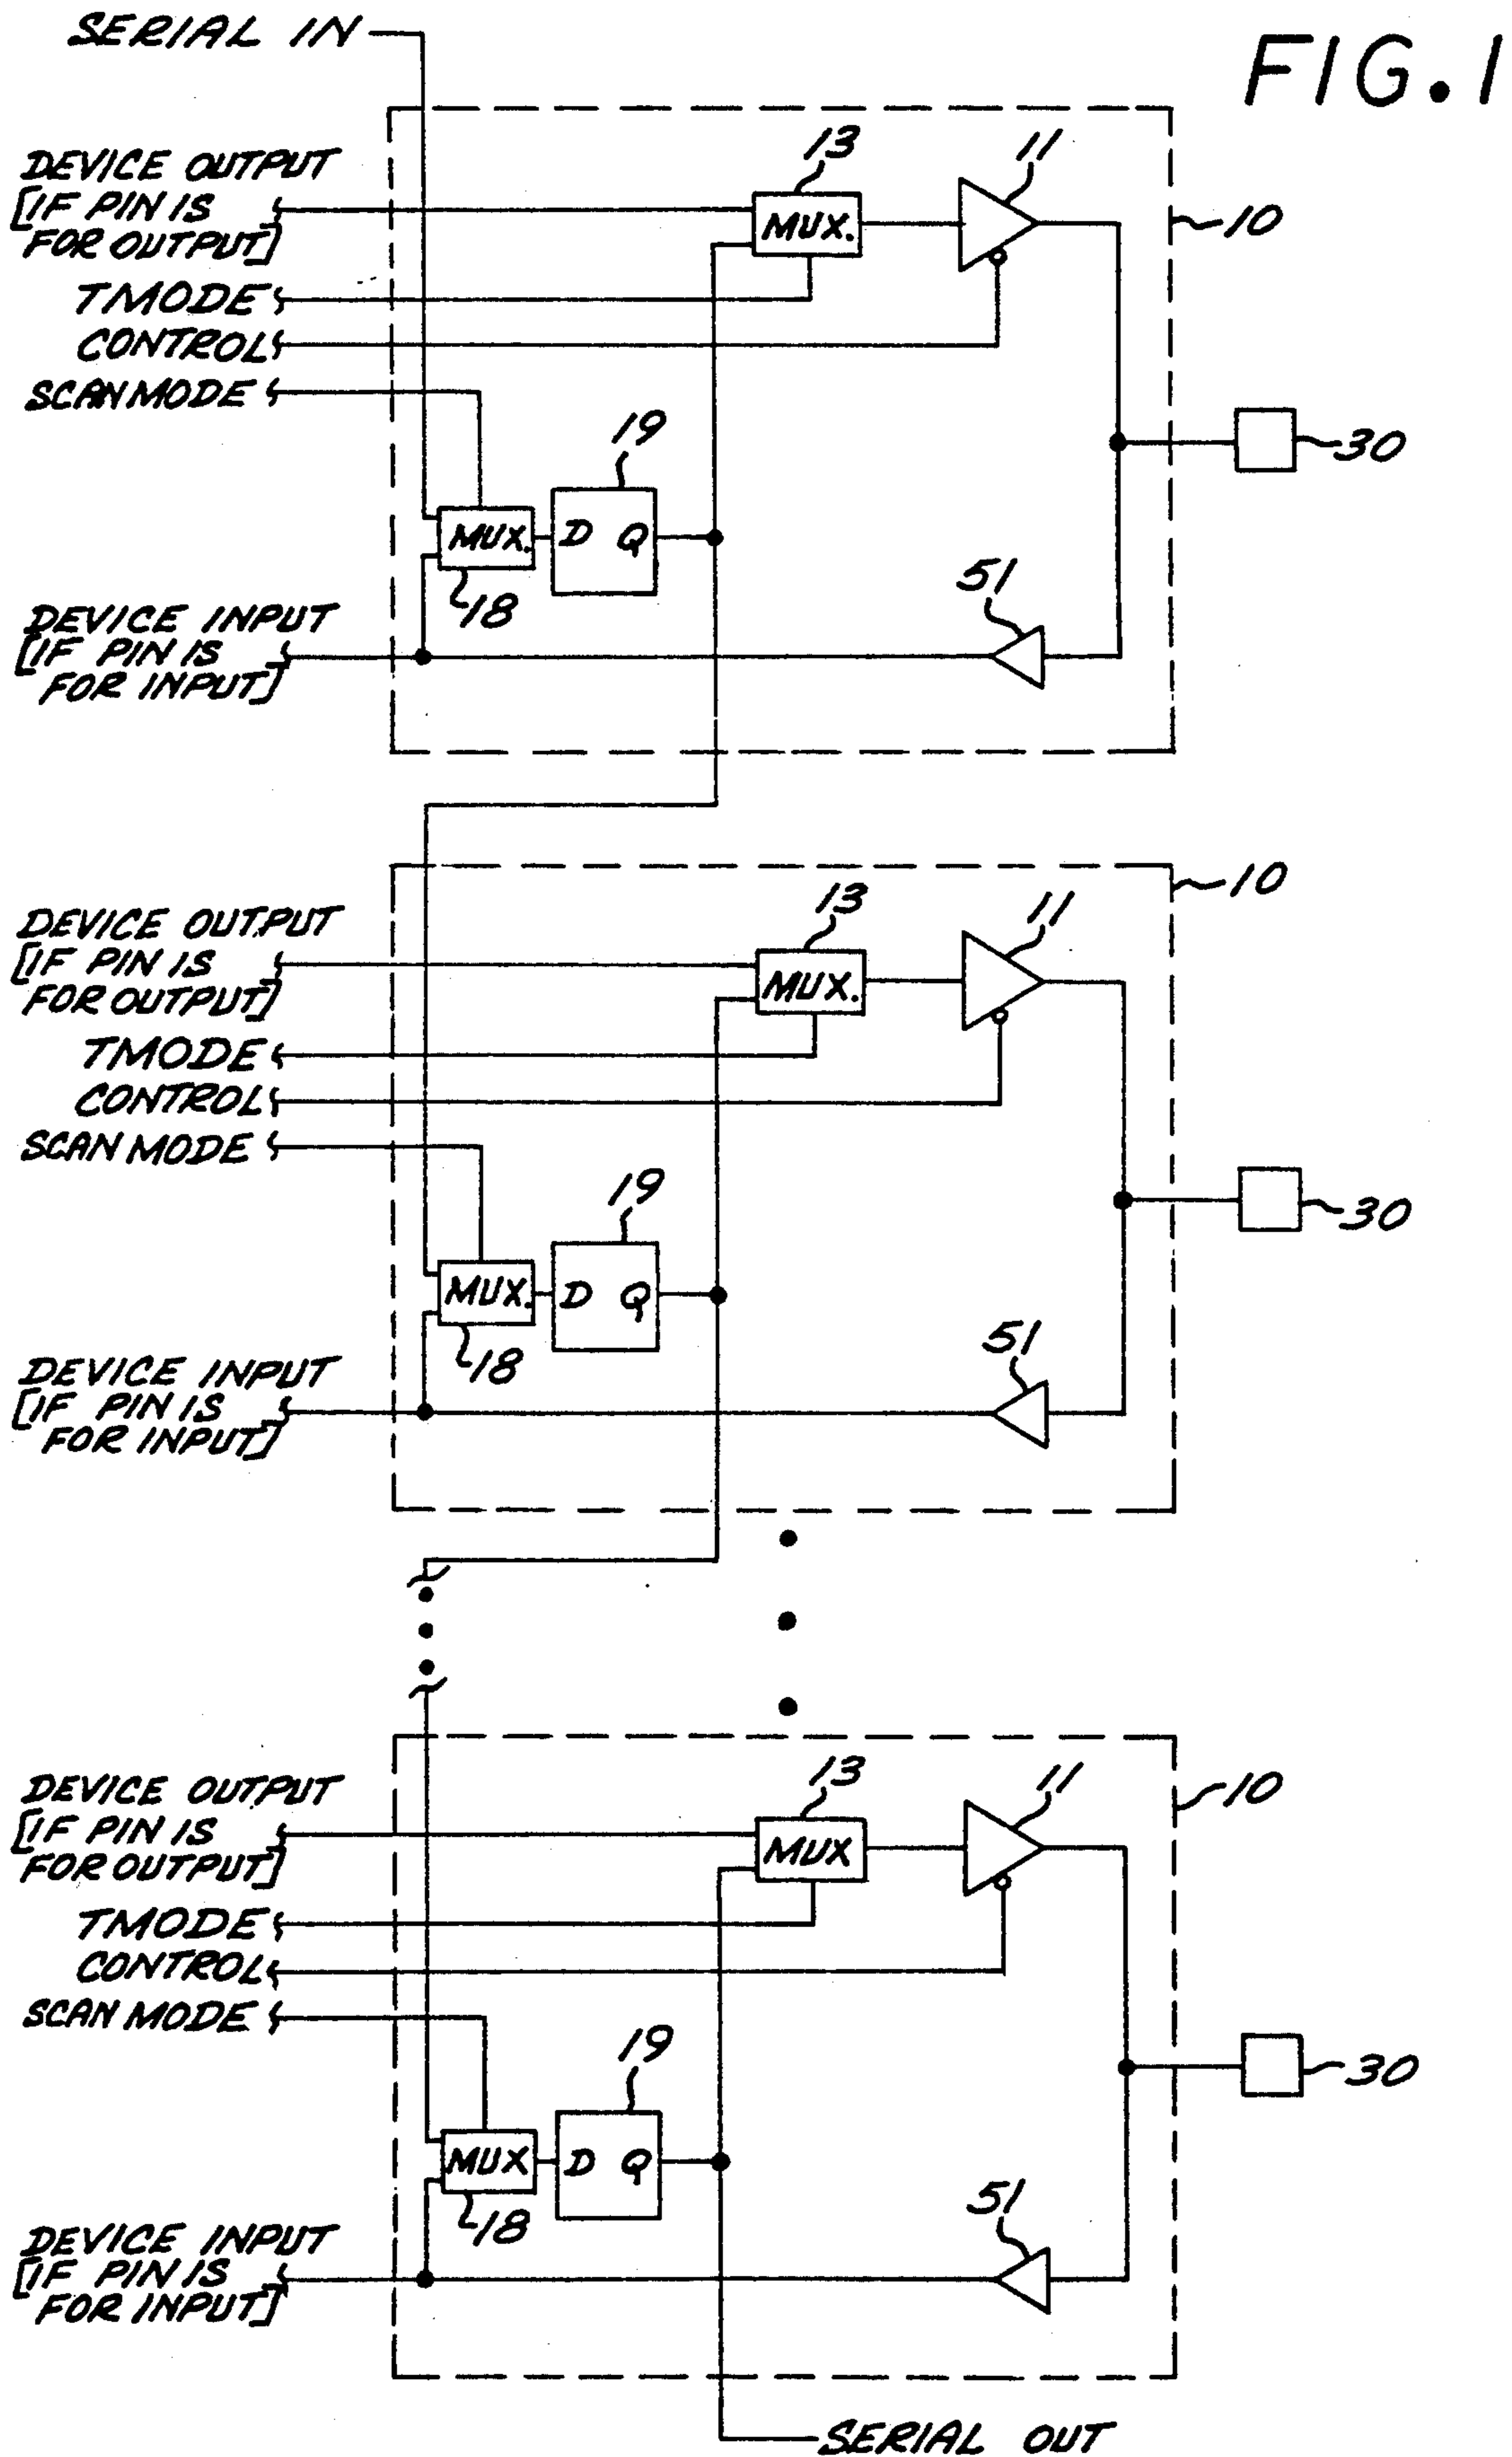 SERIAL IN
FIG. 1
13
11
10
DEVICE OUTPUT
[IF PIN IS
FOR OUTPUT]
TMODE
CONTROL
SCAN MODE
19
30
MUX.
MUX.
D Q
18
51
DEVICE INPUT
[IF PIN IS
FOR INPUT]
10
13
11
DEVICE OUTPUT
[IF PIN IS
FOR OUTPUT]
MUX.
TMODE
CONTROL
SCAN MODE
19
30
MUX.
D Q
18
51
DEVICE INPUT
[IF PIN IS
FOR INPUT]
13
11
10
DEVICE OUTPUT
[IF PIN IS
FOR OUTPUT]
MUX
TMODE
CONTROL
SCAN MODE
19
30
MUX
D Q
18
51
DEVICE INPUT
[IF PIN IS
FOR INPUT]
SERIAL OUT